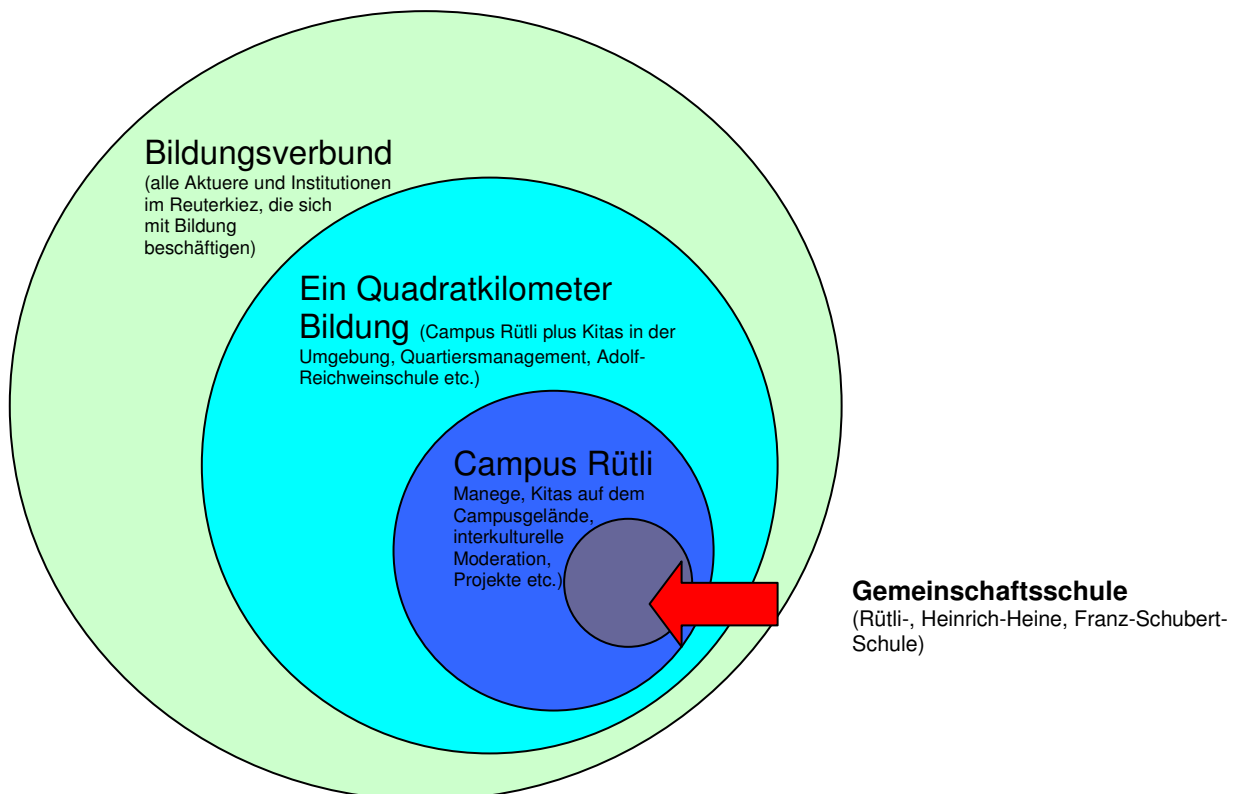 Bildungsverbund
(alle Aktuere und Institutionen
im Reuterkiez, die sich
mit Bildung
beschäftigen)
Ein Quadratkilometer
Bildung (Campus Rütli plus Kitas in der
Umgebung, Quartiersmanagement, Adolf-
Reichweinschule etc.)
Campus Rütli
Manege, Kitas auf dem
Campusgelände,
interkulturelle
Moderation,
Projekte etc.)
Gemeinschaftsschule
(Rütli-, Heinrich-Heine, Franz-Schubert-
Schule)